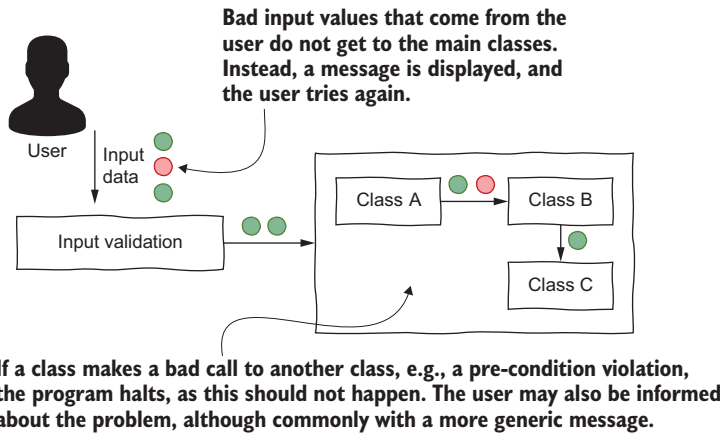 Bad input values that come from the
user do not get to the main classes.
Instead, a message is displayed, and
the user tries again.
User
Input
data
Input validation
Class A
Class B
Class C
If a class makes a bad call to another class, e.g., a pre-condition violation,
the program halts, as this should not happen. The user may also be informed
about the problem, although commonly with a more generic message.